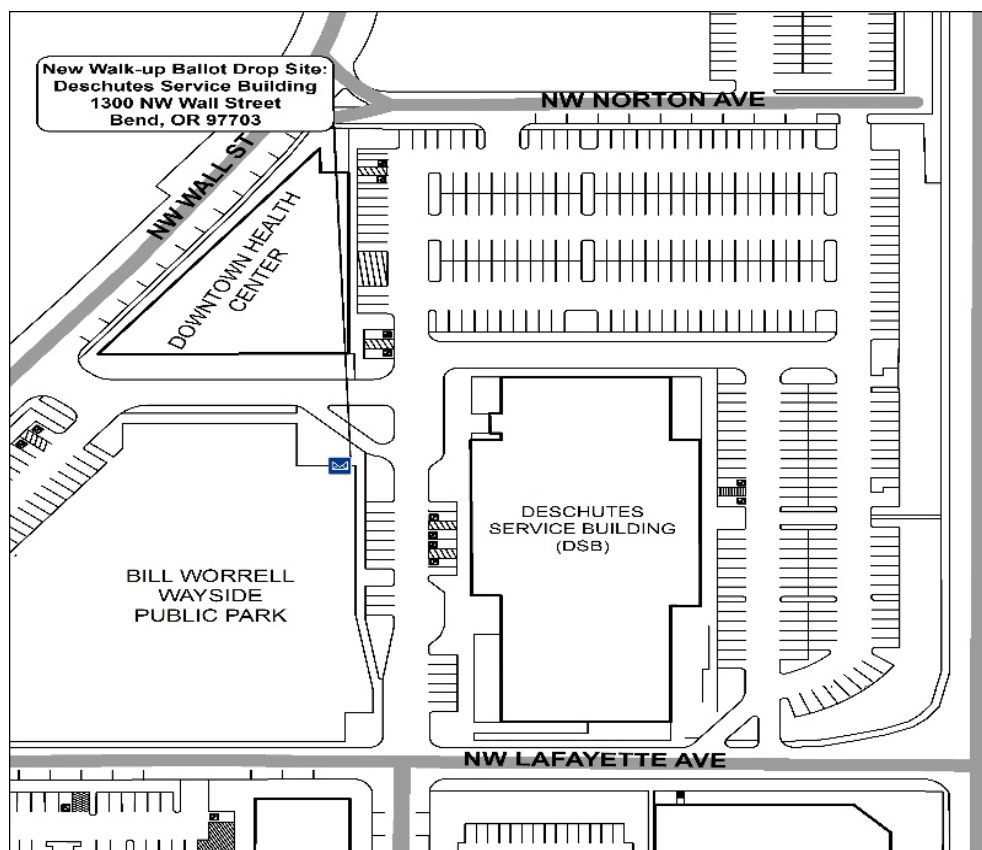 New Walk-up Ballot Drop Site:
Deschutes Service Building
1300 NW Wall Street
Bend, OR 97703
NW NORTON AVE
NW WALL ST
DOWNTOWN HEALTH
CENTER
DESCHUTES
SERVICE BUILDING
(DSB)
BILL WORRELL
WAYSIDE
PUBLIC PARK
NW LAFAYETTE AVE